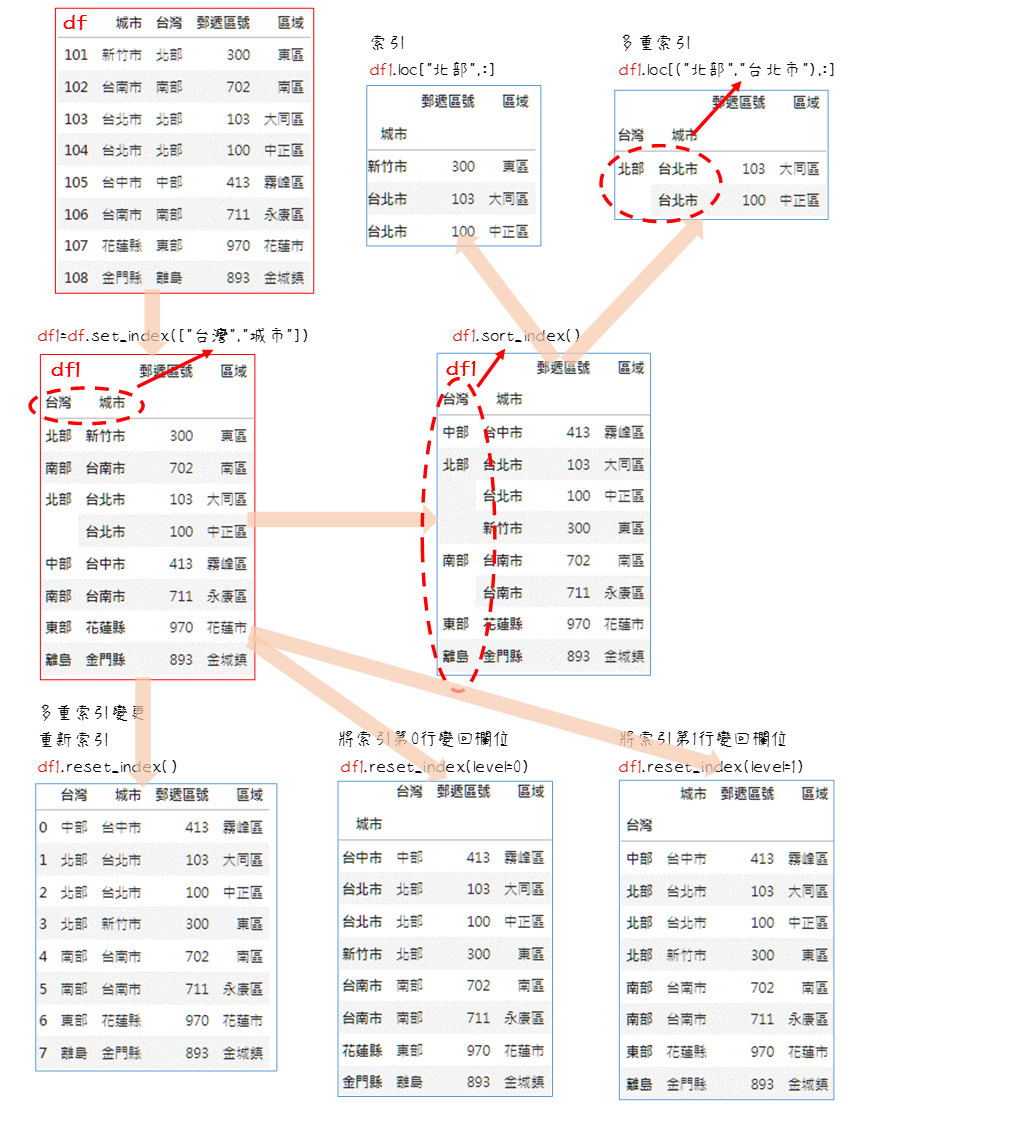 df 城市 台灣 郵遞區號 區域
101 新竹市 北部 300 東區
102 台南市 南部 702 南區
103 台北市 北部 103 大同區
104 台北市 北部 100 中正區
105 台中市 中部 413 霧峰區
106 台南市 南部 711 永康區
107 花蓮縣 東部 970 花蓮市
108 金門縣 離島 893 金城鎮
索引
df1.loc["北部",:]
郵遞區號 區域
城市
新竹市 300 東區
台北市 103 大同區
台北市 100 中正區
多重索引
df1.loc[("北部","台北市"),:]
郵遞區號 區域
台灣 城市
北部 台北市 103 大同區
台北市 100 中正區
df1=df.set_index(["台灣","城市"])
df1 郵遞區號 區域
台灣 城市
北部 新竹市 300 東區
南部 台南市 702 南區
北部 台北市 103 大同區
台北市 100 中正區
中部 台中市 413 霧峰區
南部 台南市 711 永康區
東部 花蓮縣 970 花蓮市
離島 金門縣 893 金城鎮
df1.sort_index()
df1 郵遞區號 區域
台灣 城市
中部 台中市 413 霧峰區
北部 台北市 103 大同區
台北市 100 中正區
新竹市 300 東區
南部 台南市 702 南區
台南市 711 永康區
東部 花蓮縣 970 花蓮市
離島 金門縣 893 金城鎮
多重索引變更
重新索引
df1.reset_index()
台灣 城市 郵遞區號 區域
0 中部 台中市 413 霧峰區
1 北部 台北市 103 大同區
2 北部 台北市 100 中正區
3 北部 新竹市 300 東區
4 南部 台南市 702 南區
5 南部 台南市 711 永康區
6 東部 花蓮縣 970 花蓮市
7 離島 金門縣 893 金城鎮
將索引第0行變回欄位
df1.reset_index(level=0)
台灣 郵遞區號 區域
城市
台中市 中部 413 霧峰區
台北市 北部 103 大同區
台北市 北部 100 中正區
新竹市 北部 300 東區
台南市 南部 702 南區
台南市 南部 711 永康區
花蓮縣 東部 970 花蓮市
金門縣 離島 893 金城鎮
將索引第1行變回欄位
df1.reset_index(level=1)
城市 郵遞區號 區域
台灣
中部 台中市 413 霧峰區
北部 台北市 103 大同區
北部 台北市 100 中正區
北部 新竹市 300 東區
南部 台南市 702 南區
南部 台南市 711 永康區
東部 花蓮縣 970 花蓮市
離島 金門縣 893 金城鎮